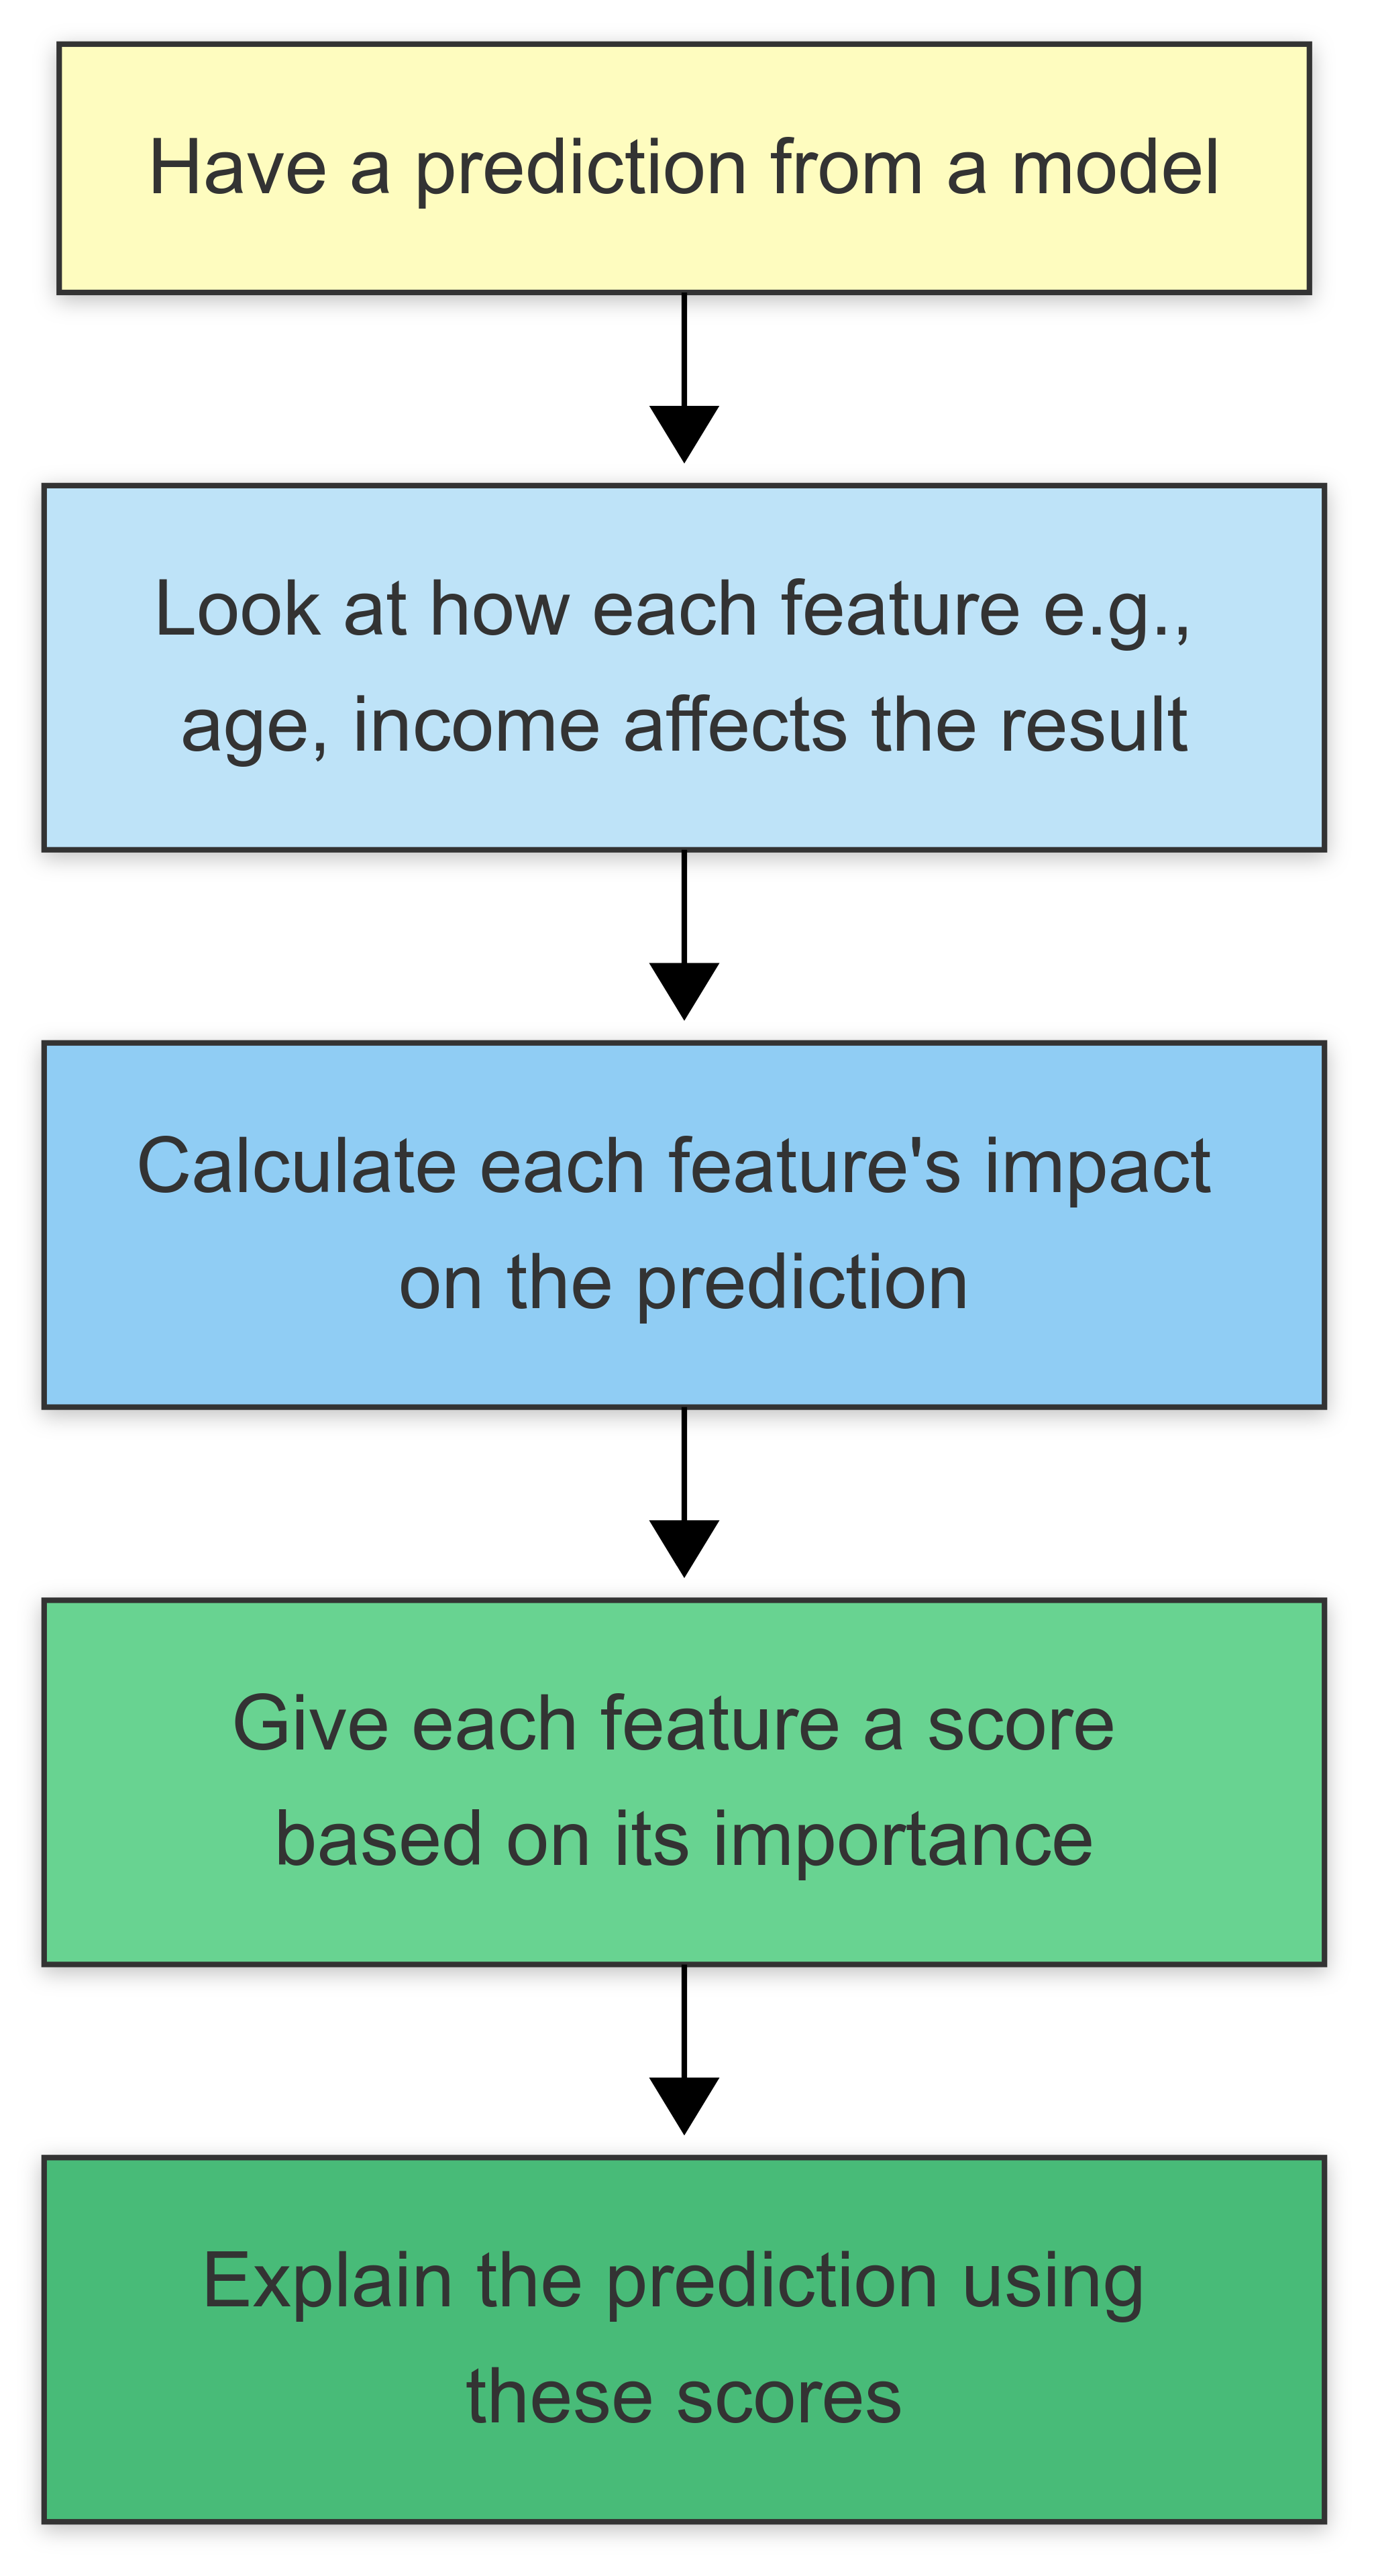 Have a prediction from a model
Look at how each feature e.g.,
age, income affects the result
Calculate each feature's impact
on the prediction
Give each feature a score
based on its importance
Explain the prediction using
these scores